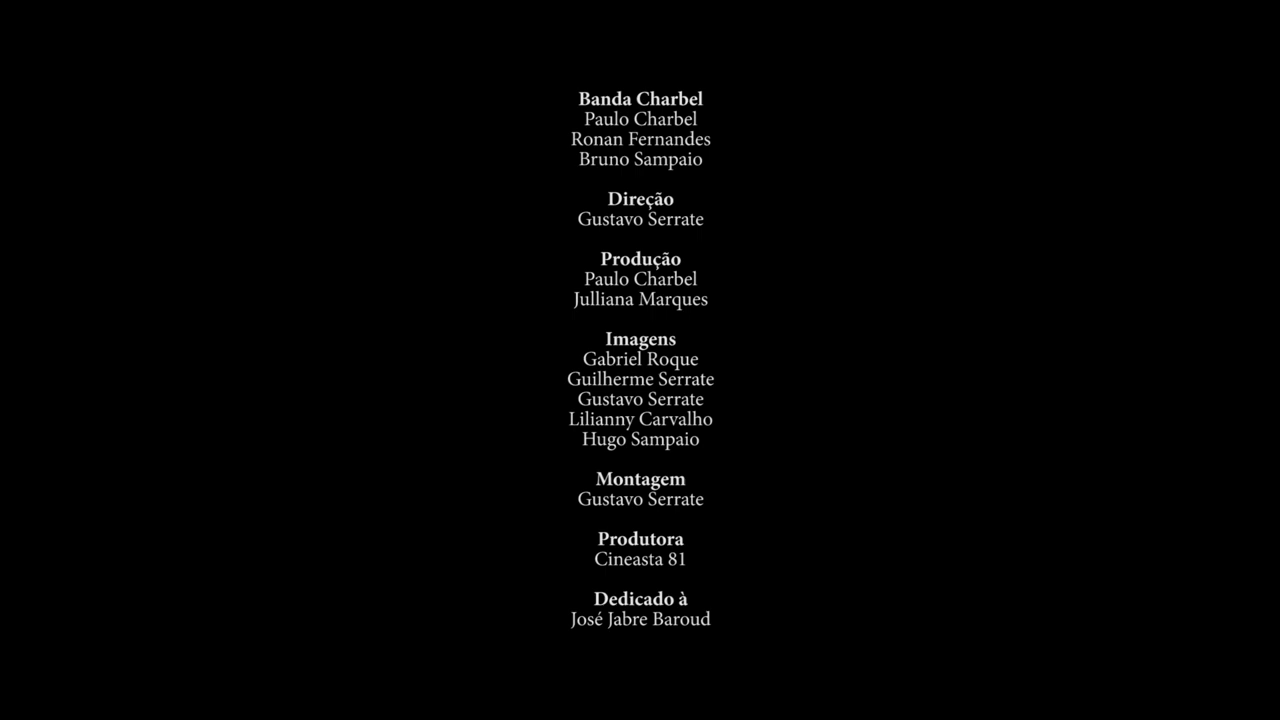 Banda Charbel
Paulo Charbel
Ronan Fernandes
Bruno Sampaio
Direção
Gustavo Serrate
Produção
Paulo Charbel
Julliana Marques
Imagens
Gabriel Roque
Guilherme Serrate
Gustavo Serrate
Lilianny Carvalho
Hugo Sampaio
Montagem
Gustavo Serrate
Produtora
Cineasta 81
Dedicado à
José Jabre Baroud